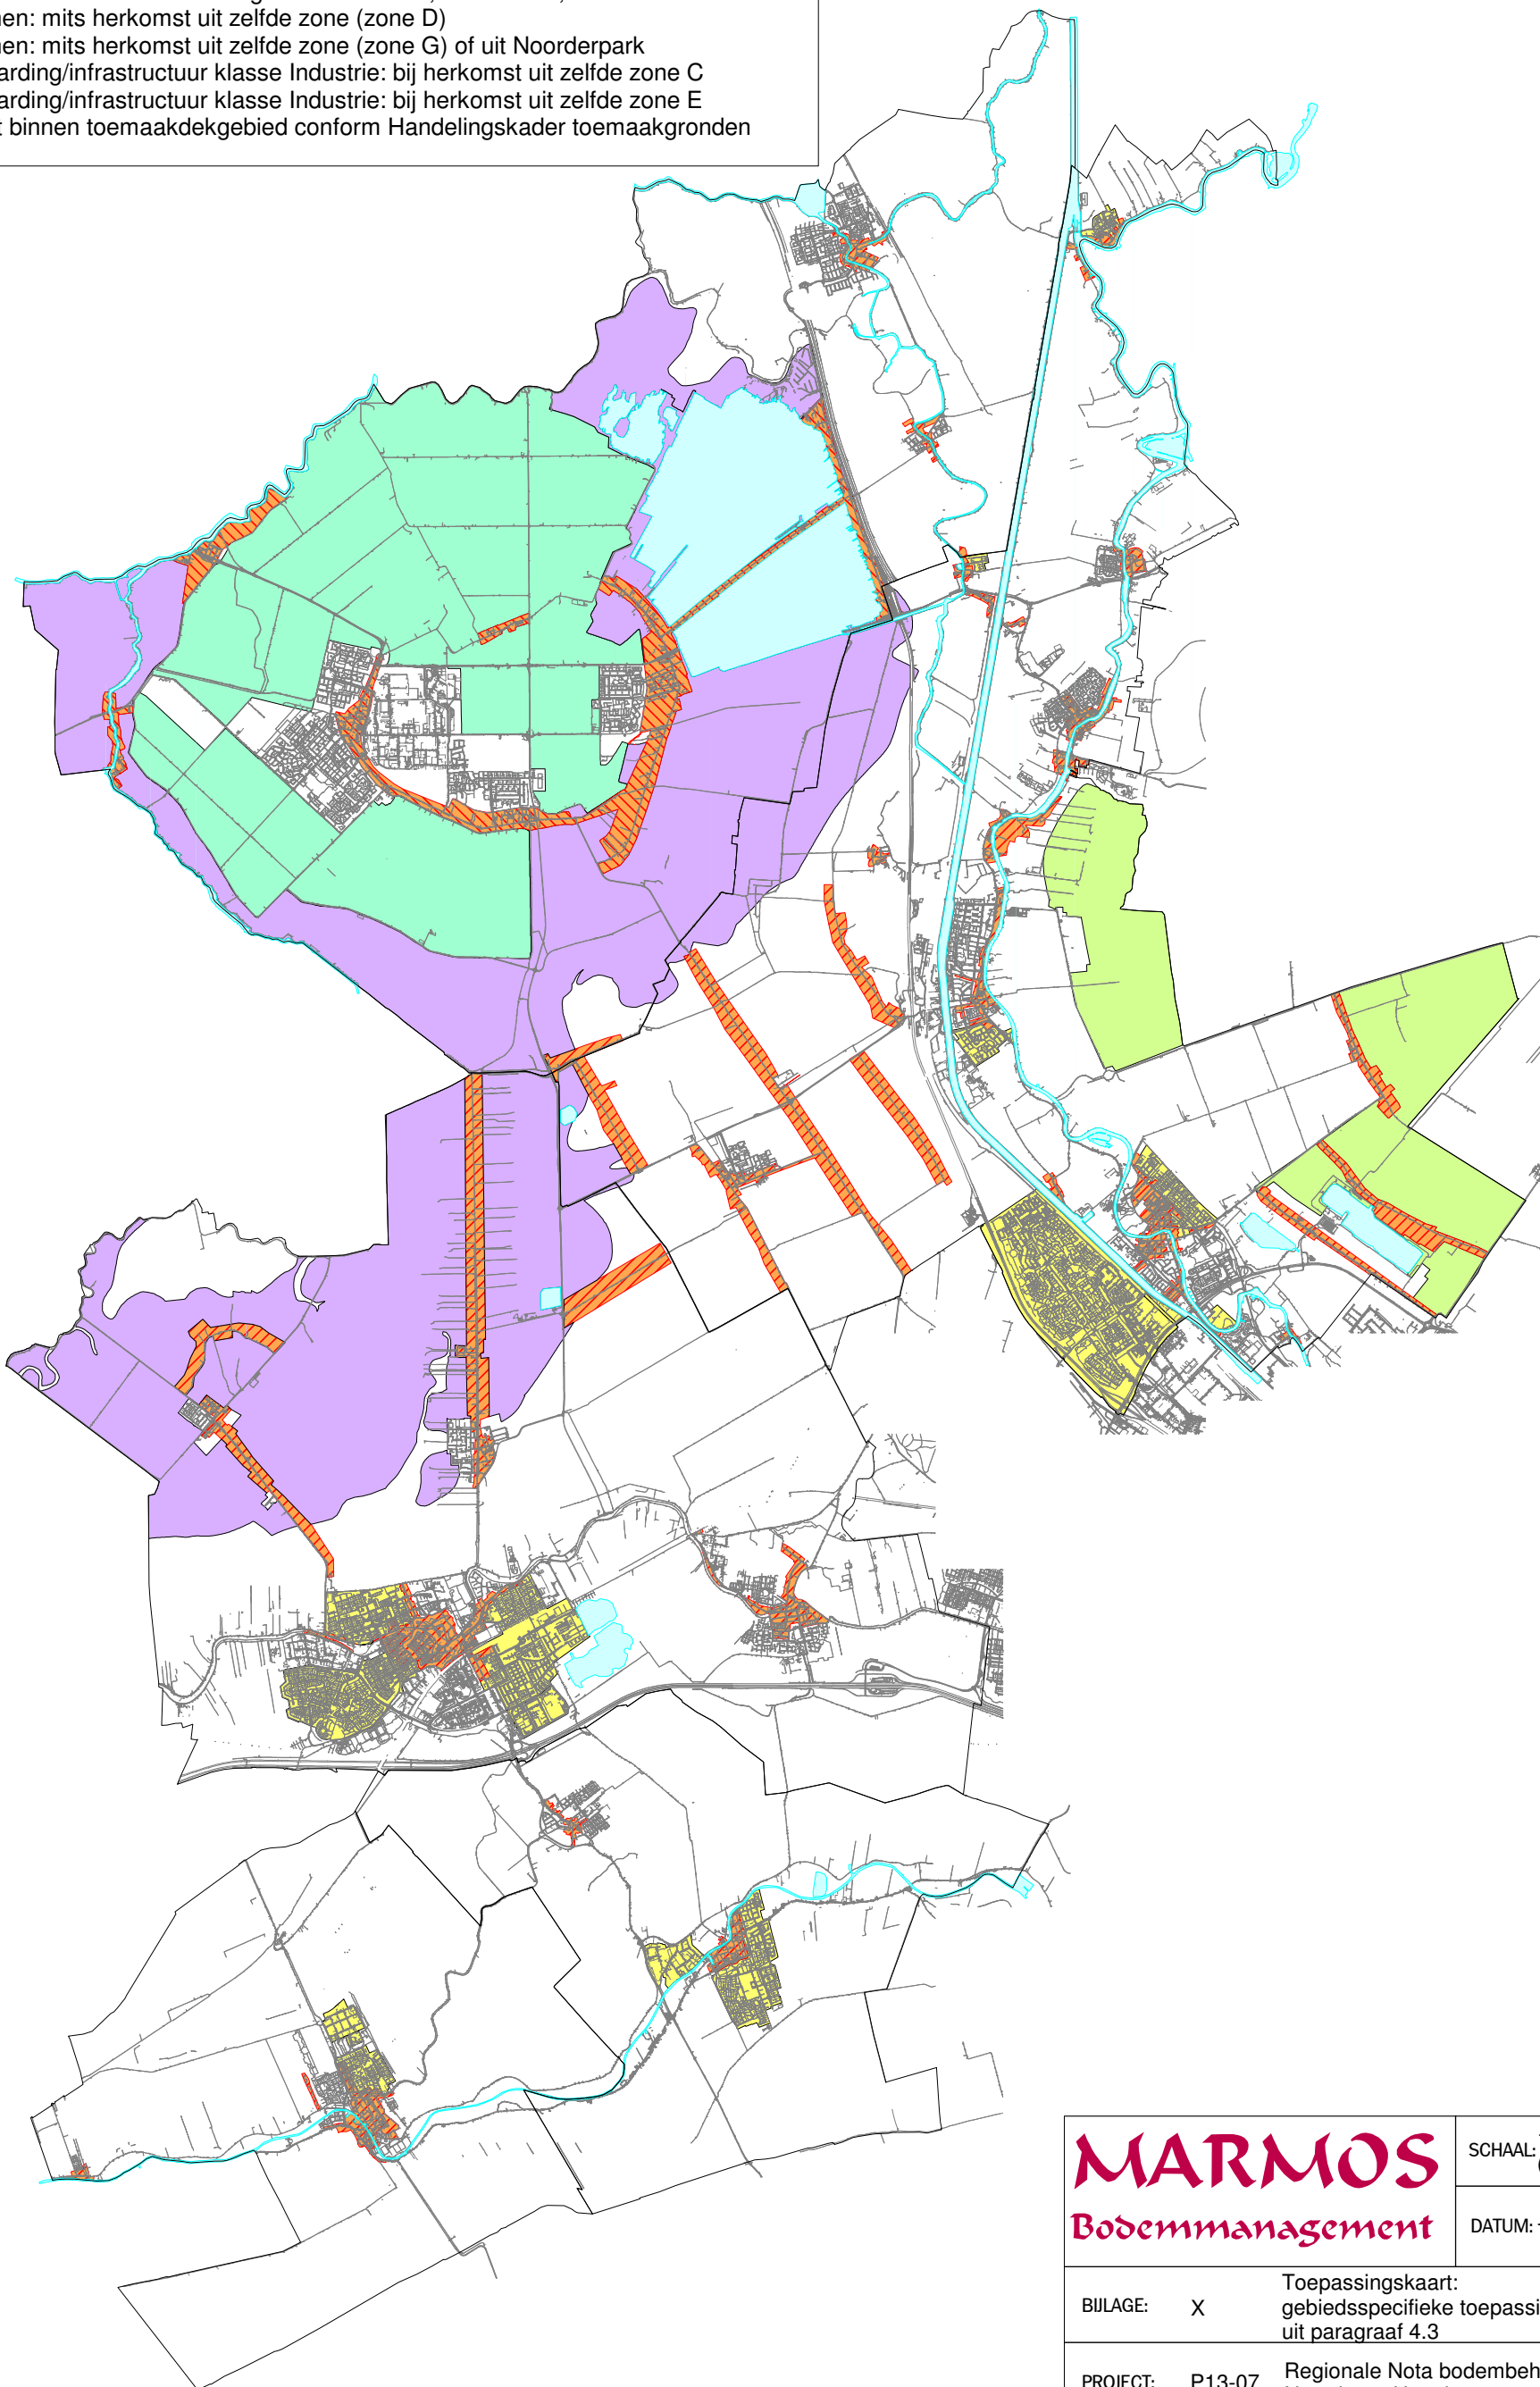 nen: mits herkomst uit zelfde zone (zone D)
nen: mits herkomst uit zelfde zone (zone G) of uit Noorderpark
arding/infrastructuur klasse Industrie: bij herkomst uit zelfde zone C
arding/infrastructuur klasse Industrie: bij herkomst uit zelfde zone E
t binnen toemaakdekgebied conform Handelingskader toemaakgronden
MARMOS
Bodemmanagement
SCHAAL:
DATUM:
BIJLAGE: X
Toepassingskaart:
gebiedsspecifieke toepassi
uit paragraaf 4.3
PROJECT: P13-07
Regionale Nota bodembeh